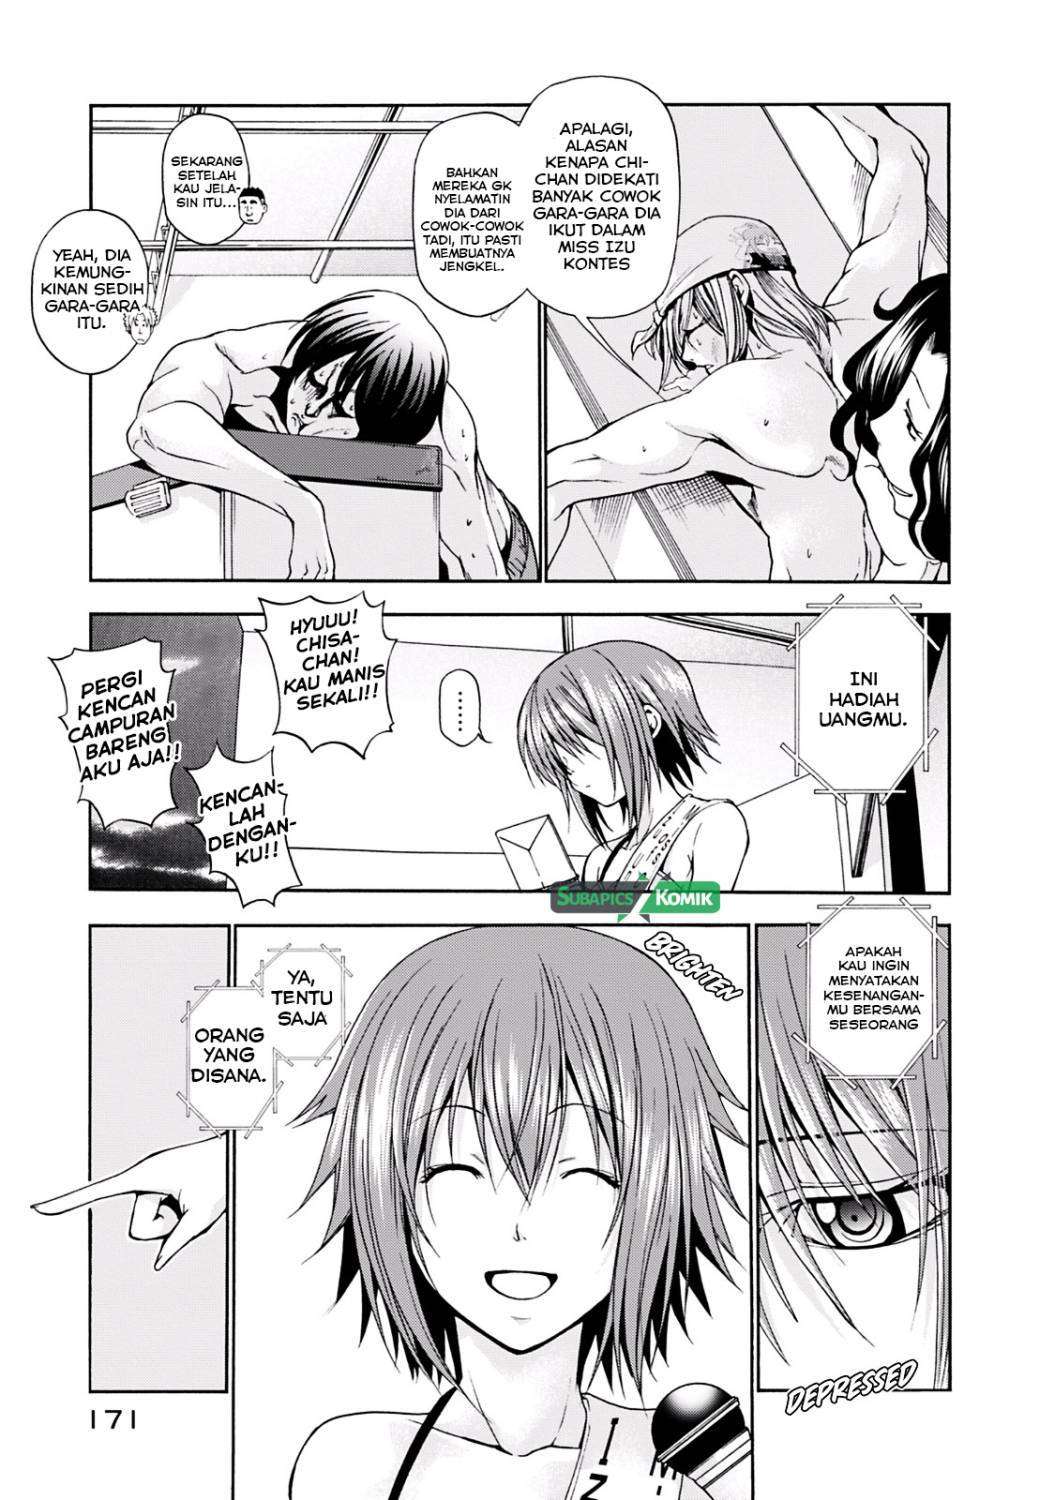 APALAGI,
ALASAN
KENAPA CHI-
CHAN DIDEKATI
BANYAK COWOK
GARA-GARA DIA
IKUT DALAM
MISS IZU
KONTES
BAHKAN
MEREKA GK
NYELAMATIN
DIA DARI
COWOK-COWOK
TADI, ITU PASTI
MEMBUATNYA
JENGKEL..
SEKARANG
SETELAH
KAU JELA-
SIN ITU...
YEAH, DIA
KEMUNG-
KINAN SEDIH
GARA-GARA
ITU.
INI
HADIAH
UANGMU.
HYUUU!
CHISA-
CHAN!
KAU MANIS
SEKALI!!
PERGI
KENCAN
CAMPURAN
BARENG
AKU AJA!!
KENCAN-
LAH
DENGAN-
KU!!
SUBAPICS KOMIK
APAKAH
KAU INGIN
MENYATAKAN
KESENANGAN-
MU BERSAMA
SESEORANG
DEPRESSED
BRIGHTEN
YA,
TENTU
SAJA
ORANG
YANG
DISANA.
I
Z
M
171